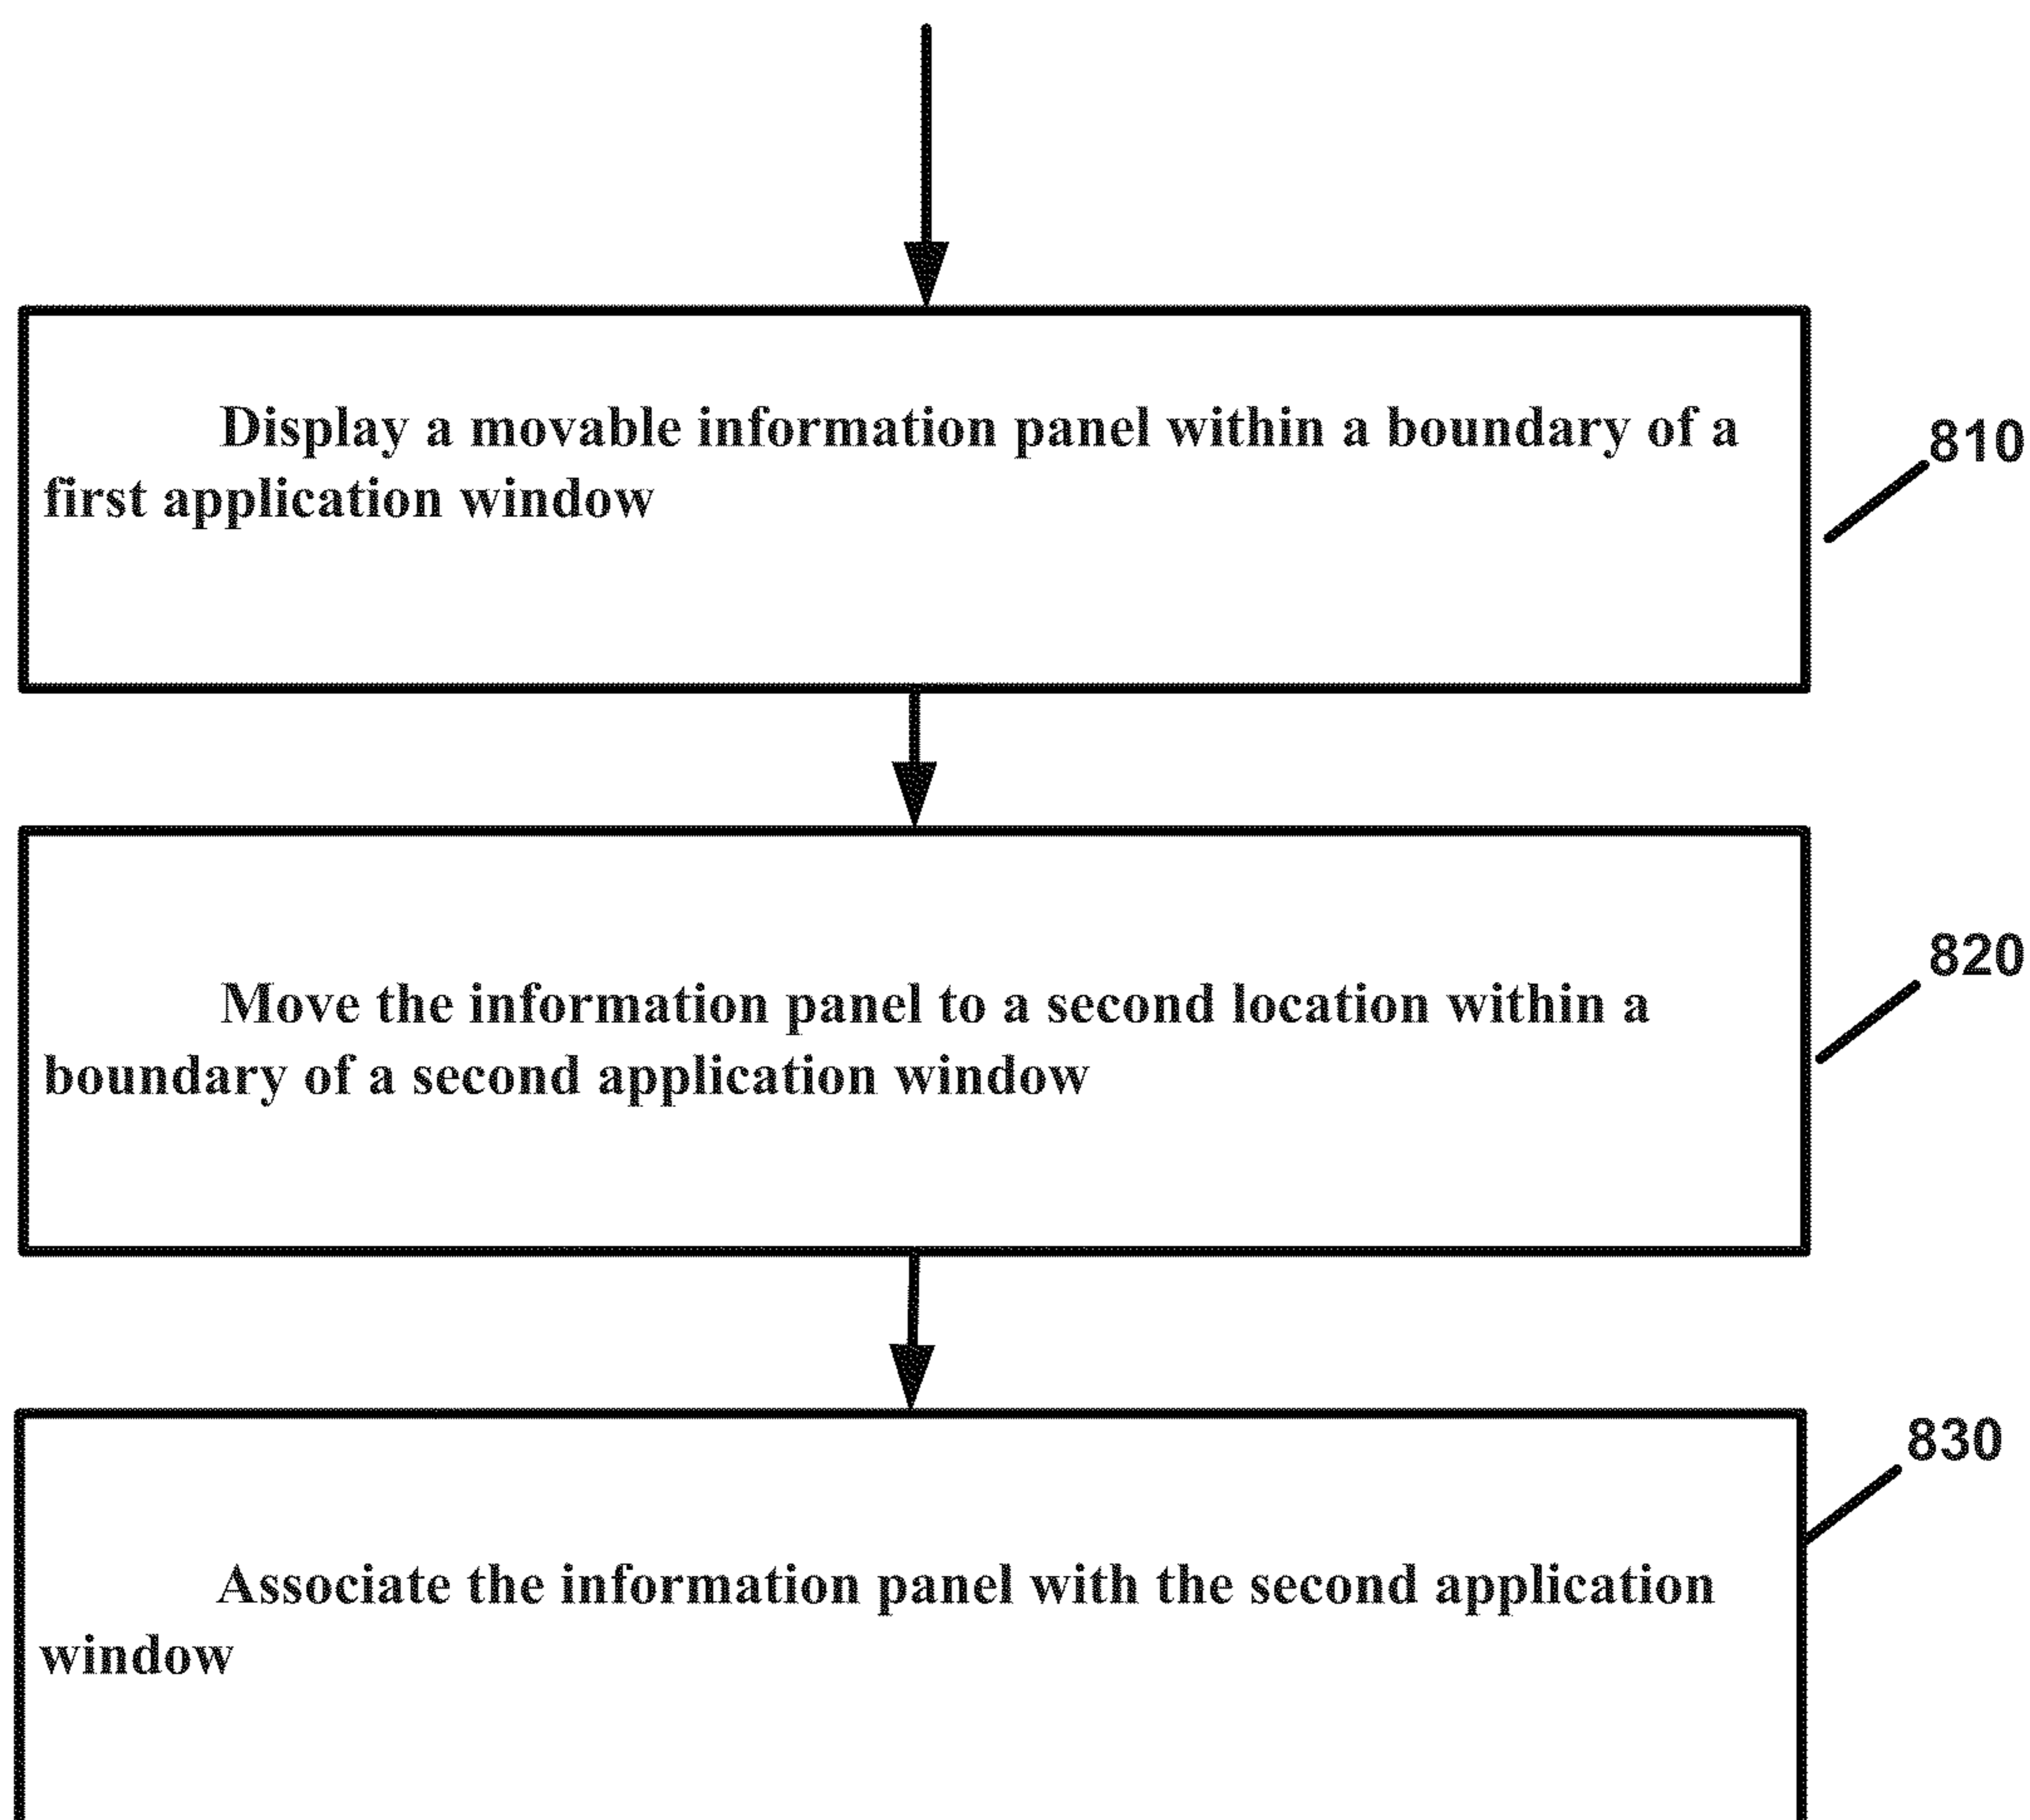 Display a movable information panel within a boundary of a
first application window
810
Move the information panel to a second location within a
boundary of a second application window
820
Associate the information panel with the second application
window
830